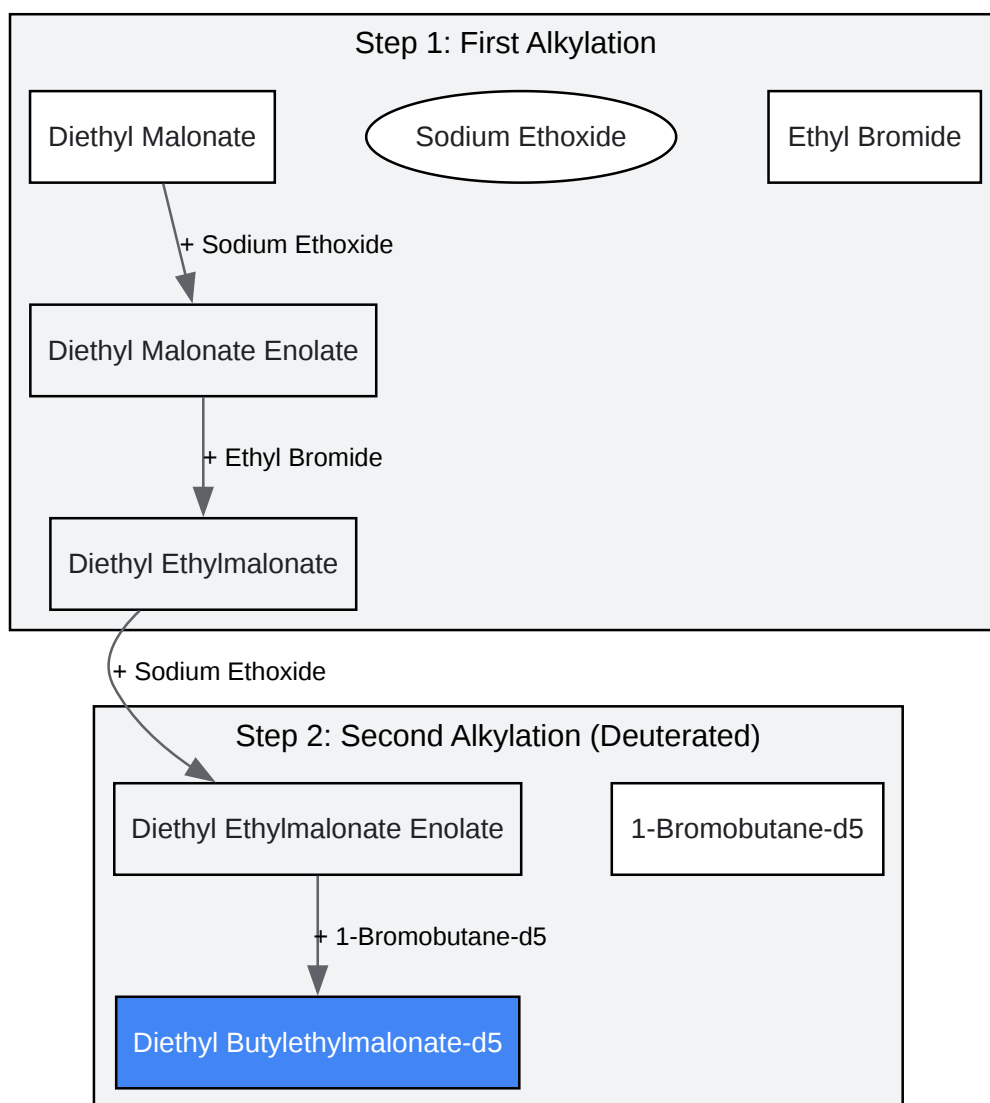 Step 1: First Alkylation
Diethyl Malonate
Sodium Ethoxide
Ethyl Bromide
+ Sodium Ethoxide
Diethyl Malonate Enolate
+ Ethyl Bromide
Diethyl Ethylmalonate
+ Sodium Ethoxide
Step 2: Second Alkylation (Deuterated)
Diethyl Ethylmalonate Enolate
1-Bromobutane-d5
+ 1-Bromobutane-d5
Diethyl Butylethylmalonate-d5